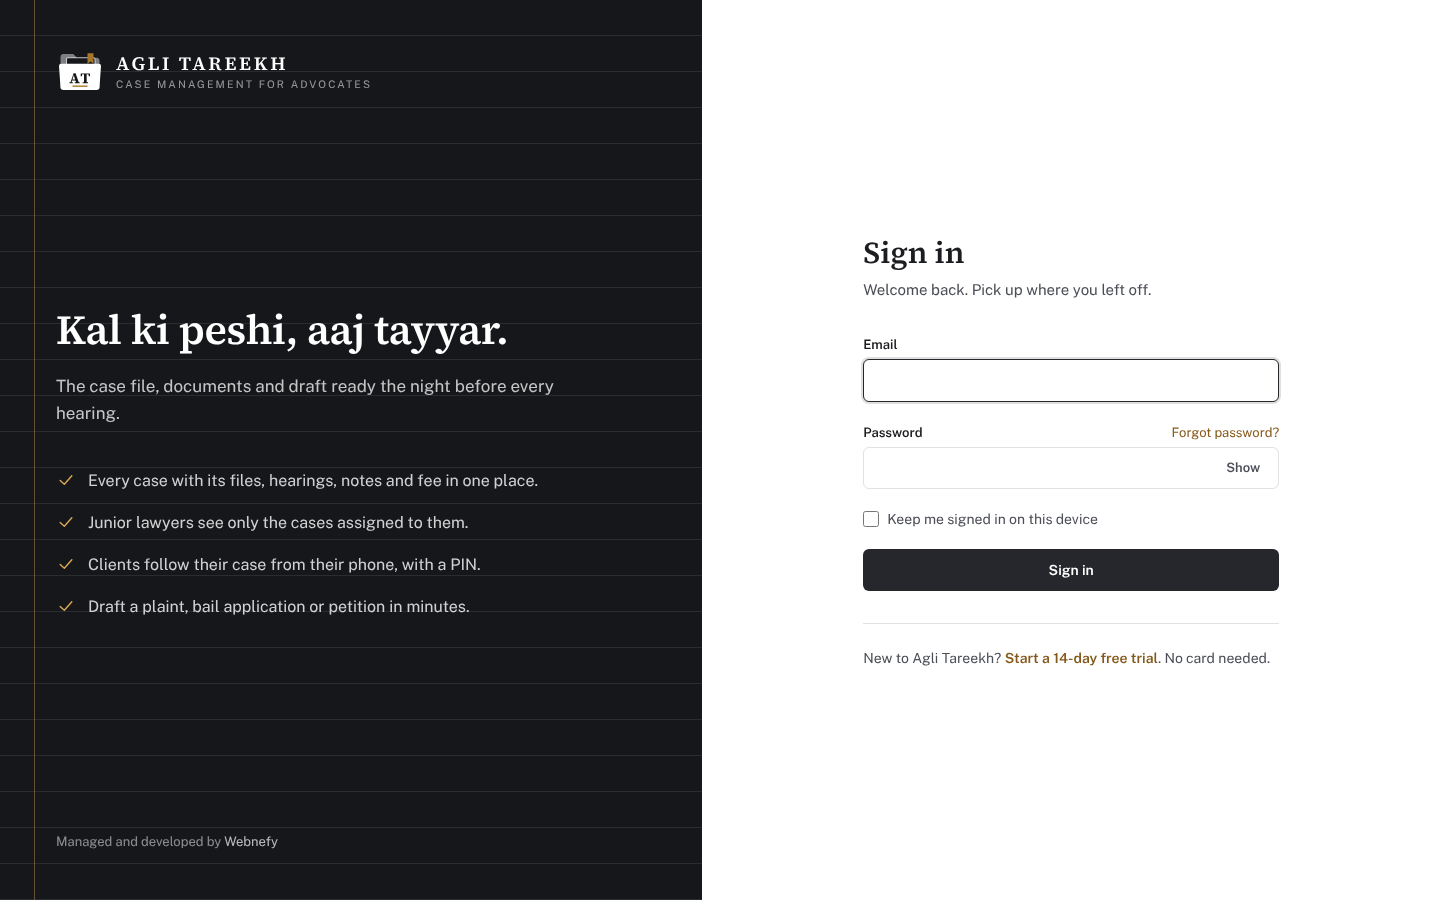 AT
AGLI TAREEKH
CASE MANAGEMENT FOR ADVOCATES
Kal ki peshi, aaj tayyar.
The case file, documents and draft ready the night before every
hearing.
Every case with its files, hearings, notes and fee in one place.
Junior lawyers see only the cases assigned to them.
Clients follow their case from their phone, with a PIN.
Draft a plaint, bail application or petition in minutes.
Managed and developed by Webnefy
Sign in
Welcome back. Pick up where you left off.
Email
Password
Forgot password?
Show
Keep me signed in on this device
Sign in
New to Agli Tareekh? Start a 14-day free trial. No card needed.